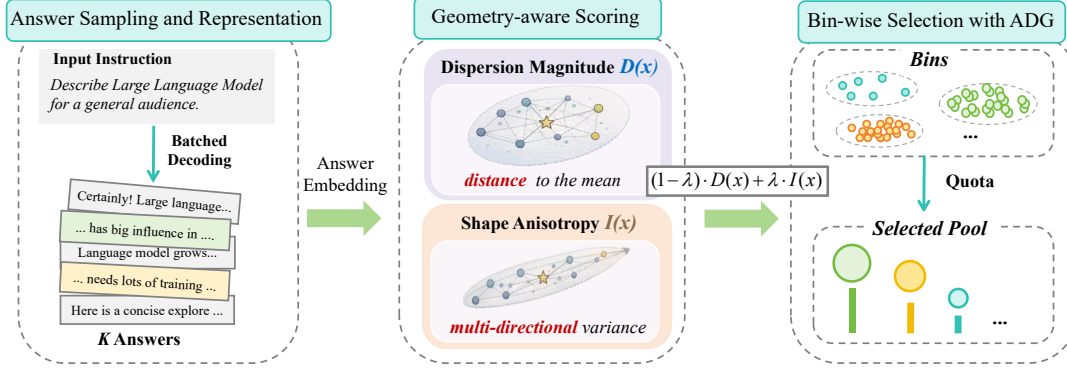 Answer Sampling and Representation
Input Instruction
Describe Large Language Model
for a general audience.
Batched
Decoding
Certainly! Large language...
... has big influence in ....
Language model grows...
... needs lots of training ...
Here is a concise explore ...
K Answers
Answer
Embedding
Geometry-aware Scoring
Dispersion Magnitude D(x)
distance to the mean
Shape Anisotropy I(x)
multi-directional variance
(1−λ)·D(x)+λ·I(x)
Bin-wise Selection with ADG
Bins
...
Quota
Selected Pool
...